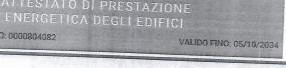 ATTESTATO DI PRESTAZIONE
ENERGETICA DEGLI EDIFICI
O: 0000804082
VALIDO FINO: 05/10/2034